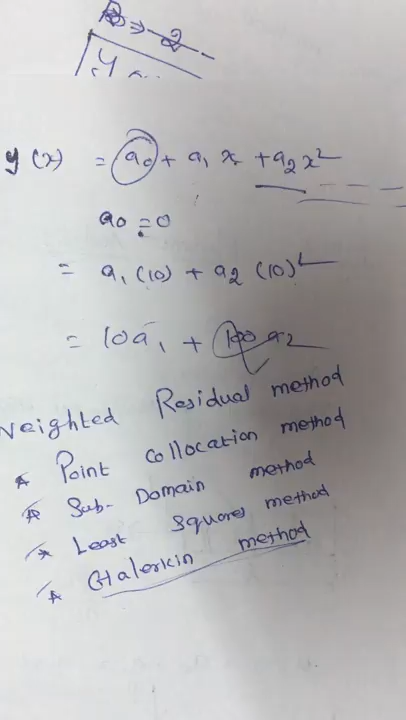 2
y(x) = a0 + a1 x + a2 x²
a0 = 0
= a1 (10) + a2 (10)²
= 10a1 + 100 a2
Weighted Residual method
* Point collocation method
* Sub-Domain method
* Least Squares method
* Galerkin method